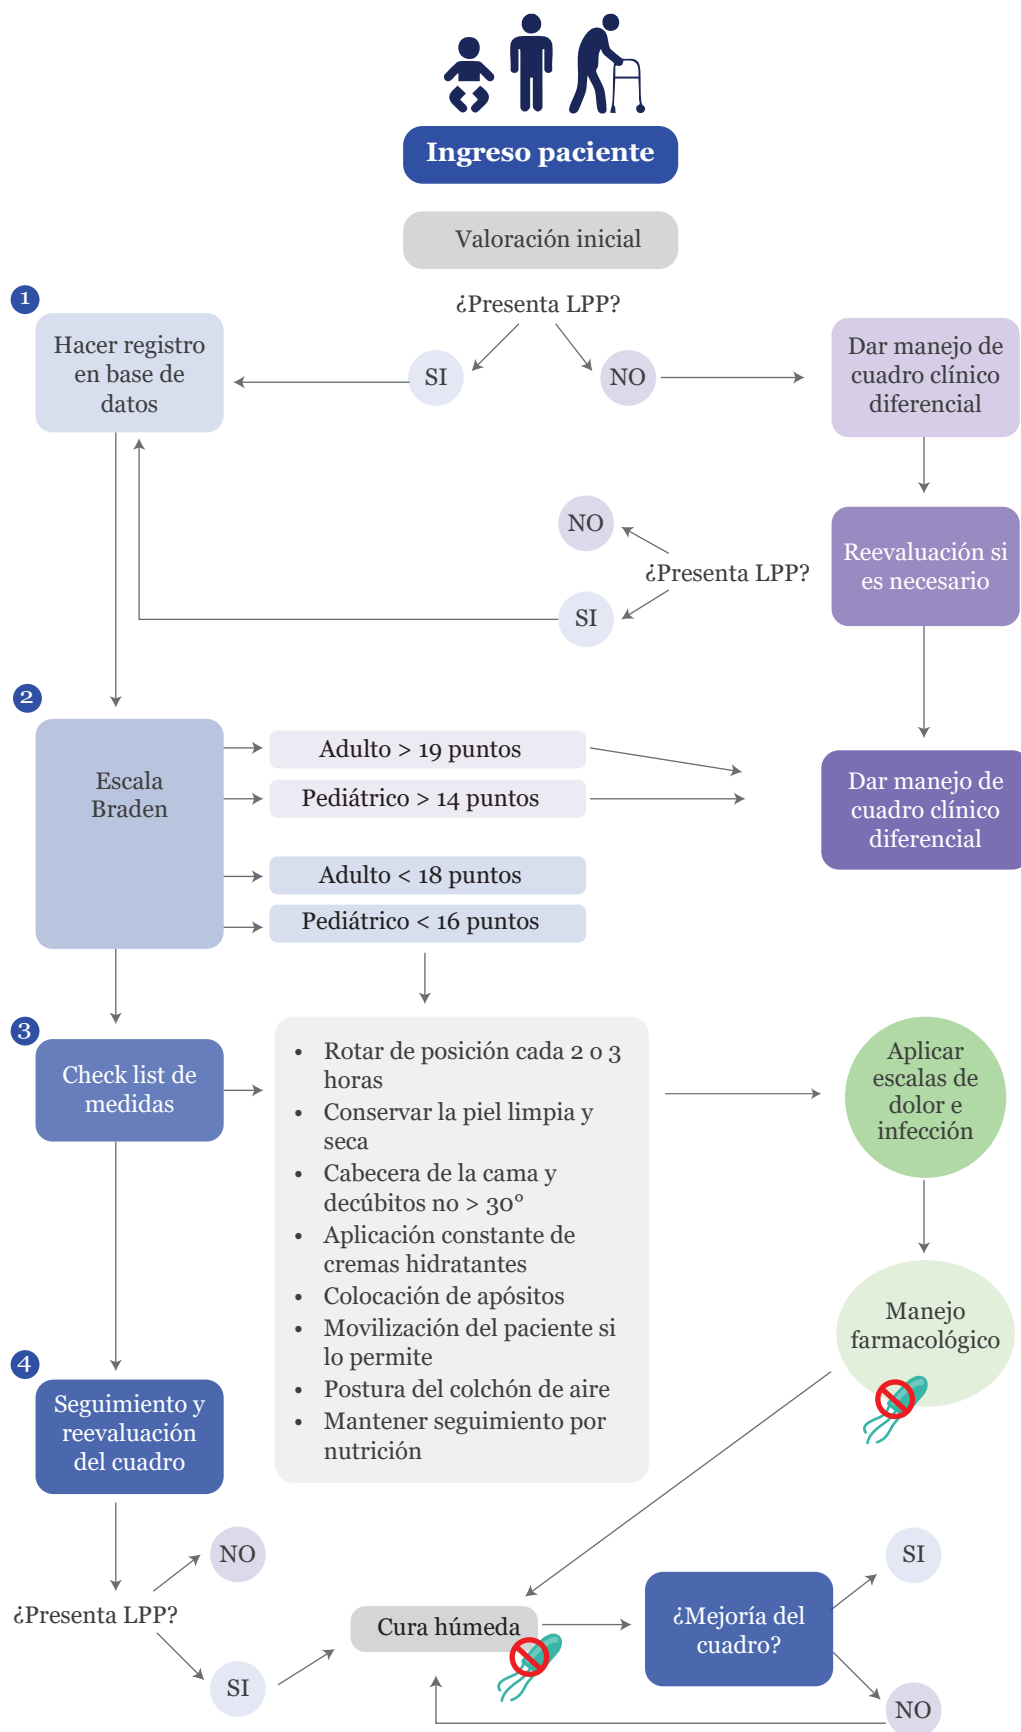 Ingreso paciente
Valoración inicial
¿Presenta LPP?
1
Hacer registro
en base de
datos
SI
NO
Dar manejo de
cuadro clínico
diferencial
NO
¿Presenta LPP?
SI
Reevaluación si
es necesario
2
Escala
Braden
Adulto > 19 puntos
Pediátrico > 14 puntos
Adulto < 18 puntos
Pediátrico < 16 puntos
Dar manejo de
cuadro clínico
diferencial
3
Check list de
medidas
• Rotar de posición cada 2 o 3
horas
• Conservar la piel limpia y
seca
• Cabecera de la cama y
decúbitos no > 30°
• Aplicación constante de
cremas hidratantes
• Colocación de apósitos
• Movilización del paciente si
lo permite
• Postura del colchón de aire
• Mantener seguimiento por
nutrición
Aplicar
escalas de
dolor e
infección
Manejo
farmacológico
4
Seguimiento y
reevaluación
del cuadro
NO
¿Presenta LPP?
SI
Cura húmeda
¿Mejoría del
cuadro?
SI
NO